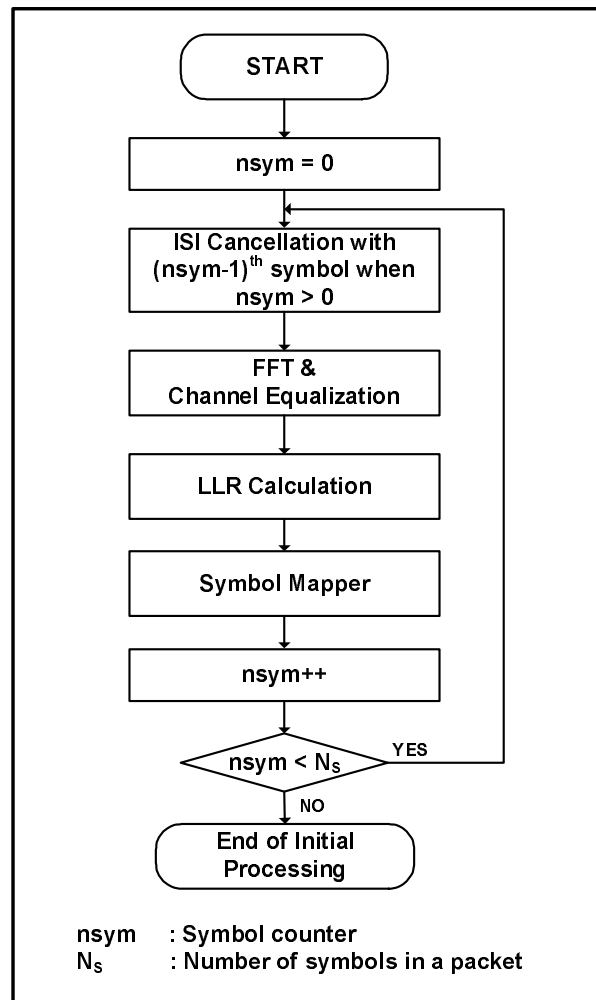 START
nsym = 0
ISI Cancellation with
(nsym-1)th symbol when
nsym > 0
FFT &
Channel Equalization
LLR Calculation
Symbol Mapper
nsym++
nsym < NS
YES
NO
End of Initial
Processing
nsym : Symbol counter
NS : Number of symbols in a packet